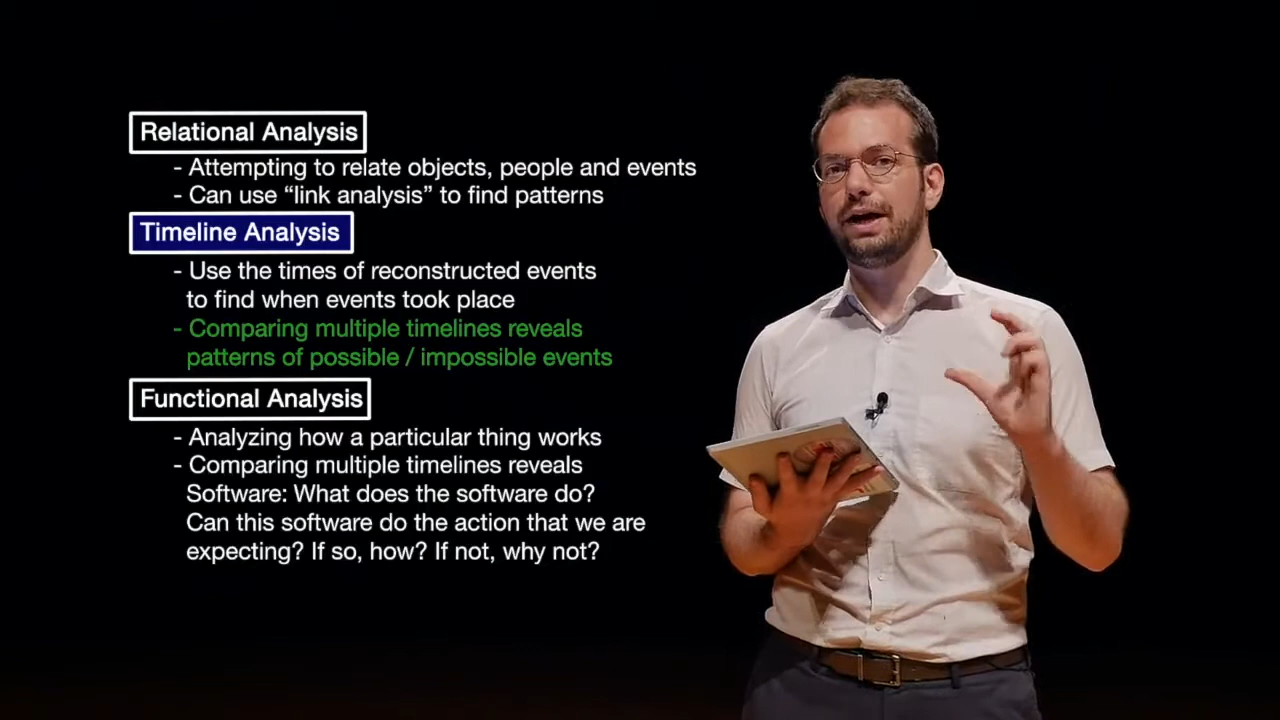 Relational Analysis
- Attempting to relate objects, people and events
- Can use “link analysis” to find patterns
Timeline Analysis
- Use the times of reconstructed events
to find when events took place
- Comparing multiple timelines reveals
patterns of possible / impossible events
Functional Analysis
- Analyzing how a particular thing works
- Comparing multiple timelines reveals
Software: What does the software do?
Can this software do the action that we are
expecting? If so, how? If not, why not?